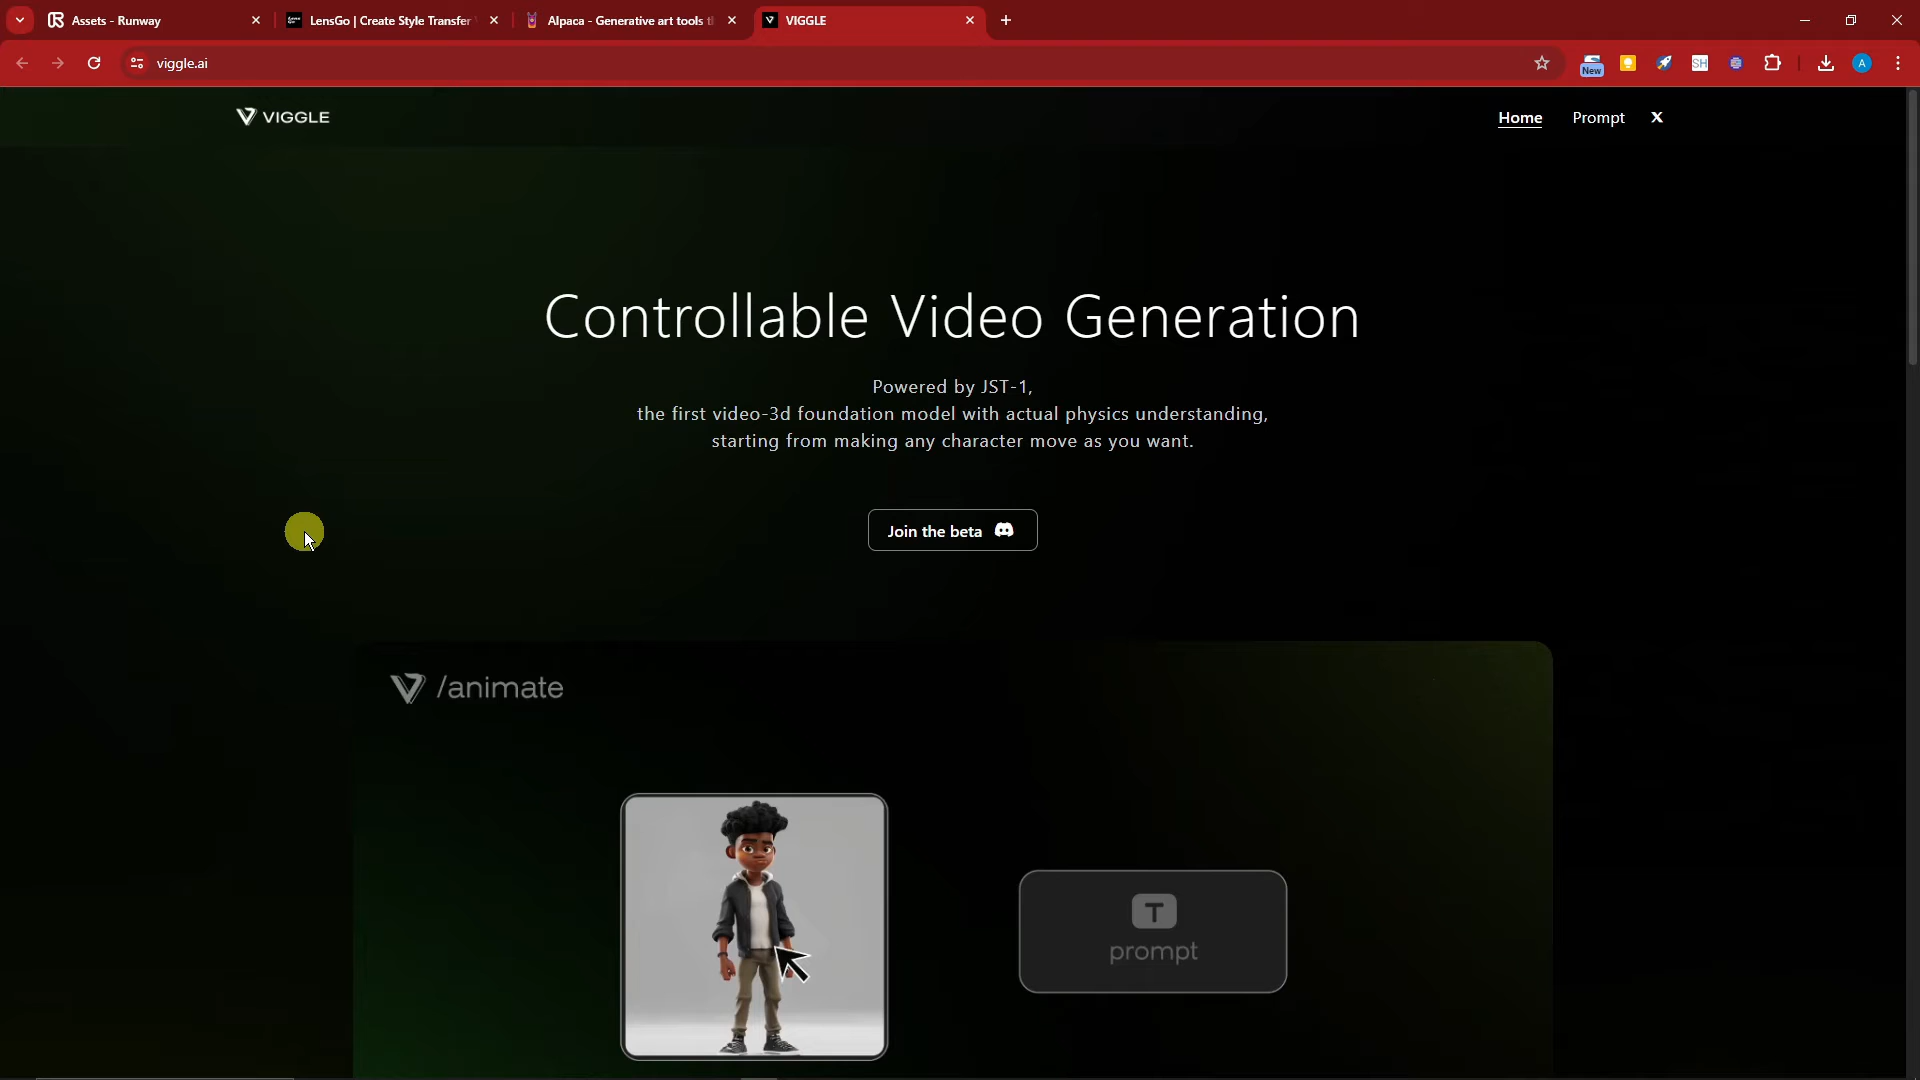 Assets - Runway
LensGo | Create Style Transfer
Alpaca - Generative art tools t
VIGGLE
viggle.ai
New
SH
A
VIGGLE
Home
Prompt
X
Controllable Video Generation
Powered by JST-1,
the first video-3d foundation model with actual physics understanding,
starting from making any character move as you want.
Join the beta
/animate
T
prompt